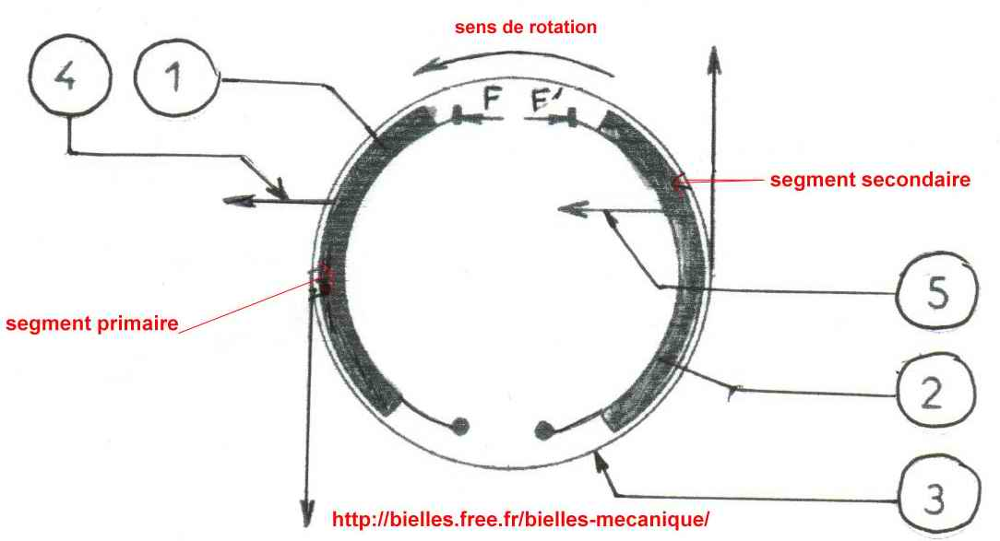 sens de rotation
4
1
F F'
segment secondaire
5
segment primaire
2
3
http://bielles.free.fr/bielles-mecanique/